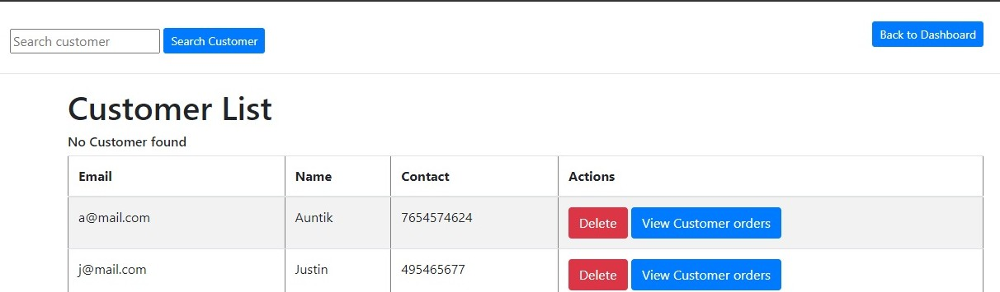 Search customer Search Customer Back to Dashboard
Customer List
No Customer found
Email Name Contact Actions
a@mail.com Auntik 7654574624 Delete View Customer orders
j@mail.com Justin 495465677 Delete View Customer orders